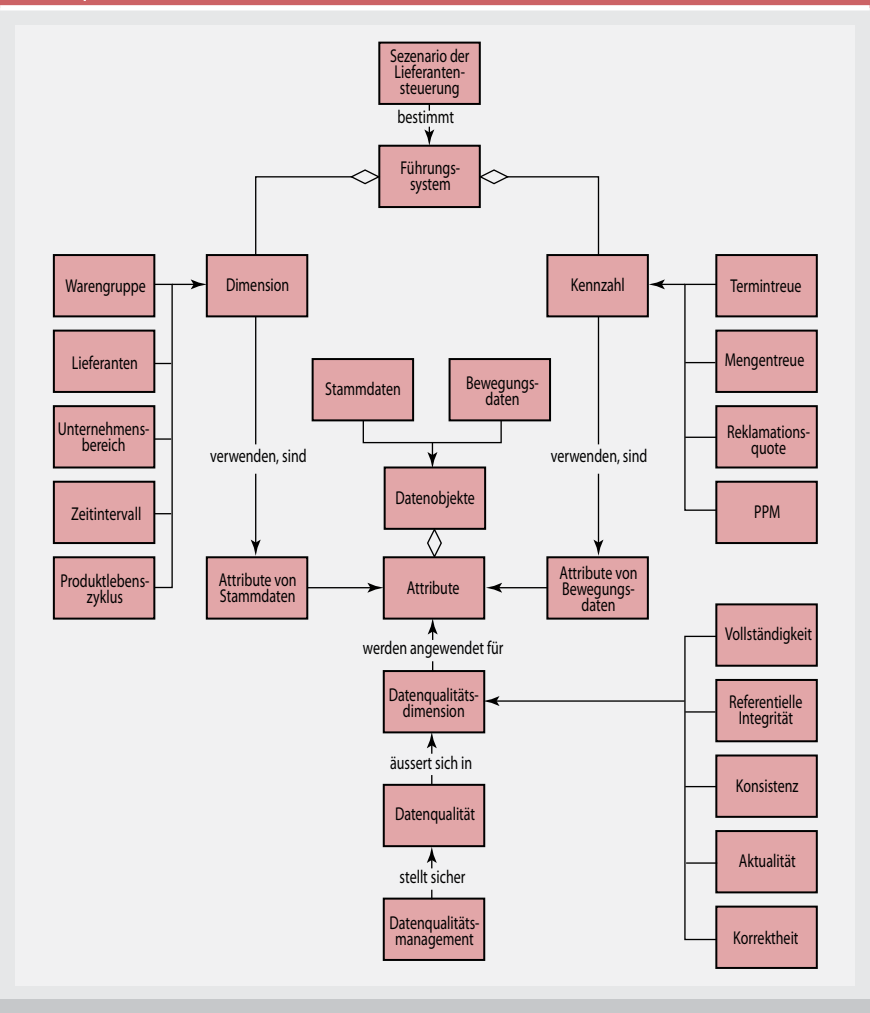 Sezenario der
Lieferanten-
steuerung
bestimmt
Führungs-
system
Warengruppe
Dimension
Kennzahl
Termintreue
Lieferanten
Stammdaten
Bewegungs-
daten
Mengentreue
Unternehmens-
bereich
verwenden, sind
verwenden, sind
Reklamations-
quote
Zeitintervall
Datenobjekte
PPM
Produktlebens-
zyklus
Attribute von
Stammdaten
Attribute
Attribute von
Bewegungs-
daten
werden angewendet für
Vollständigkeit
Datenqualitäts-
dimension
Referentielle
Integrität
äussert sich in
Datenqualität
Konsistenz
stellt sicher
Aktualität
Datenqualitäts-
management
Korrektheit